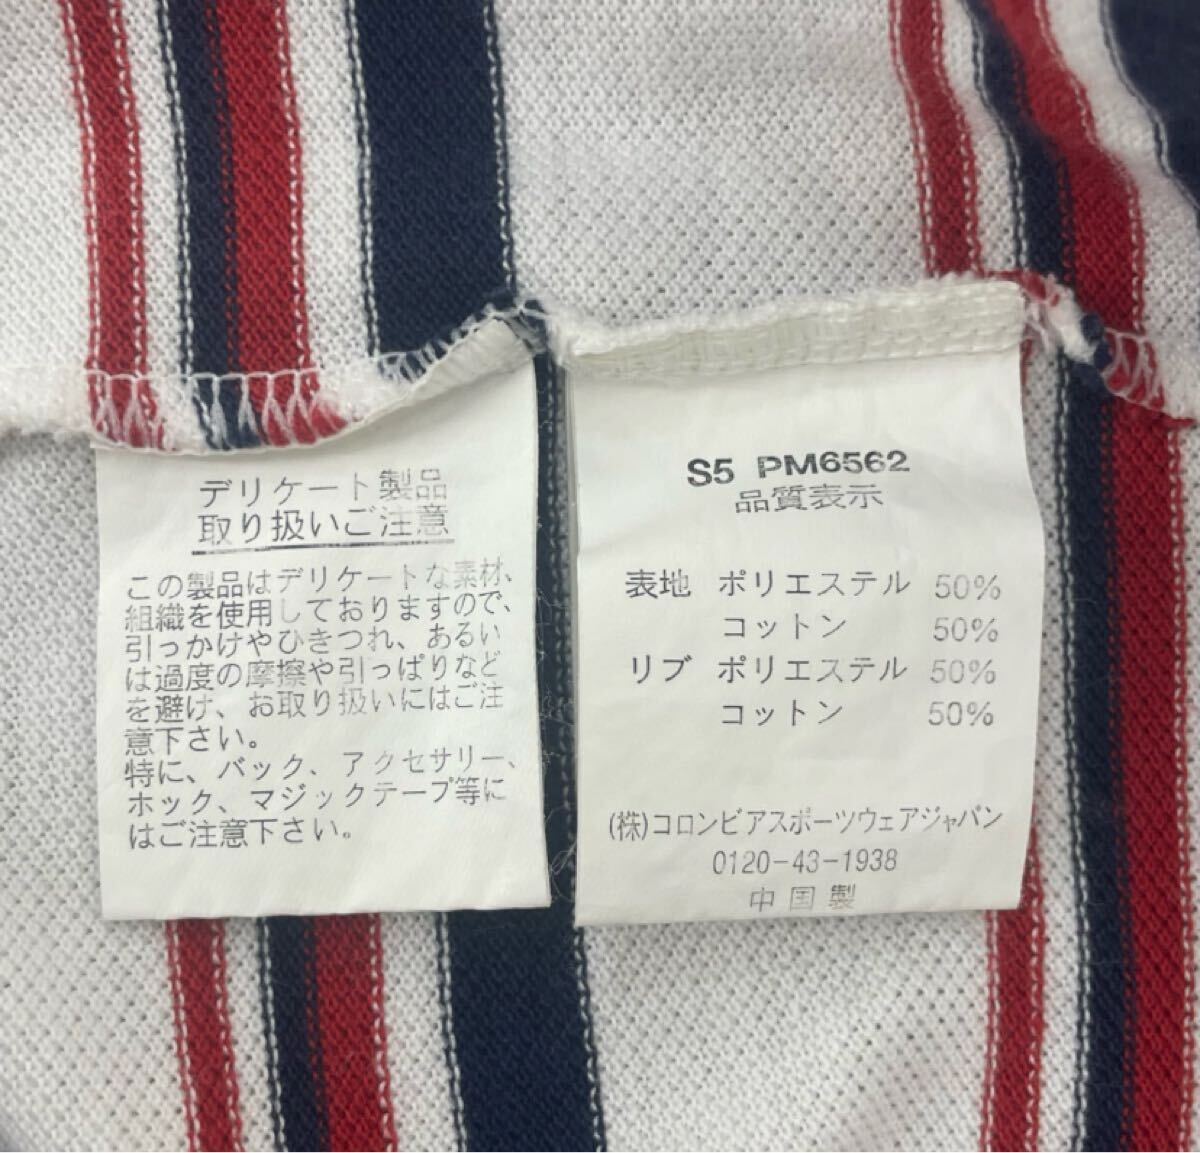 デリケート製品
取り扱いご注意
この製品はデリケートな素材、
組織を使用しておりますので、
引っかけやひきつれ、あるい
は過度の摩擦や引っぱりなど
を避け、お取り扱いにはご注
意下さい。
特に、バック、アクセサリー、
ホック、マジックテープ等に
はご注意下さい。
S5 PM6562
品質表示
表地 ポリエステル 50%
コットン 50%
リブ ポリエステル 50%
コットン 50%
(株)コロンビアスポーツウェアジャパン
0120-43-1938
中国製